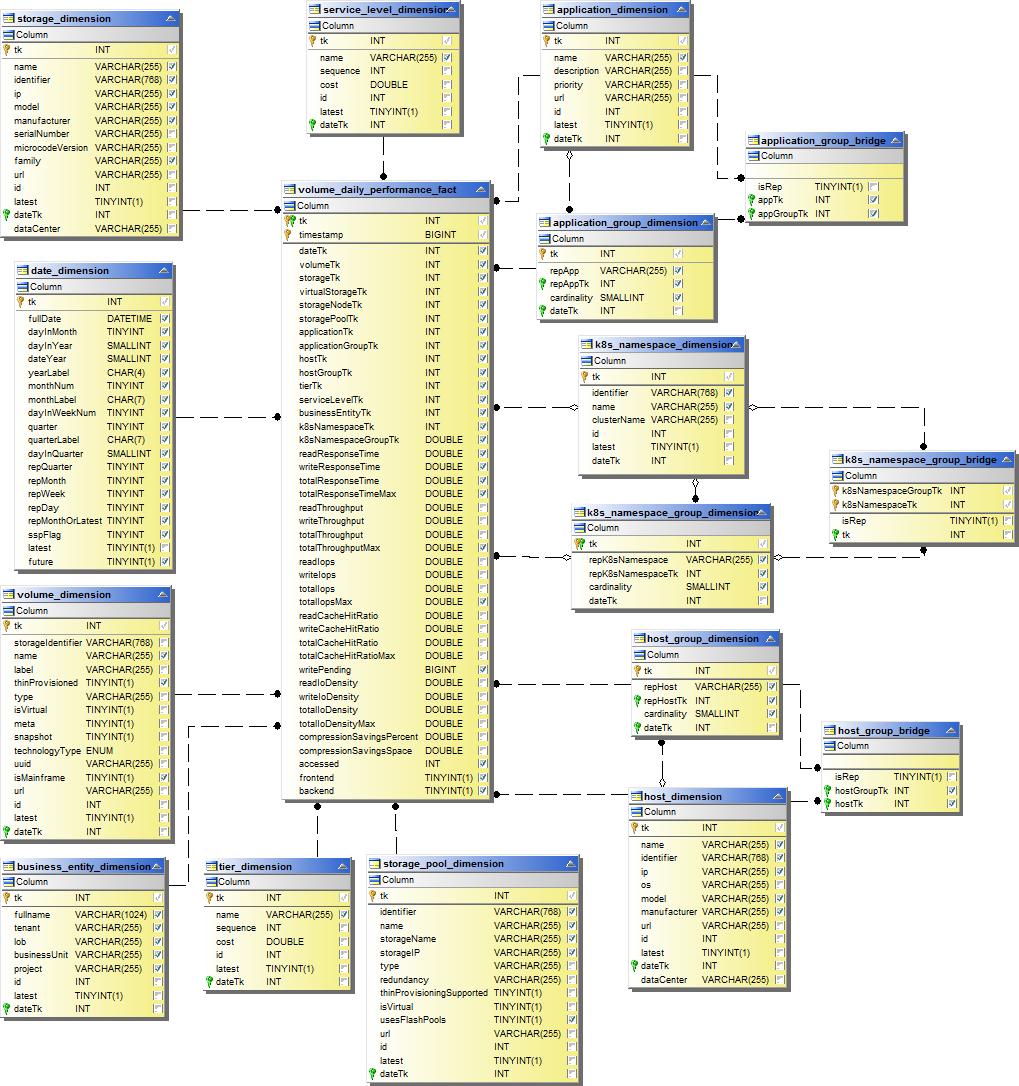 storage_dimension
Column
tk INT
name VARCHAR(255)
identifier VARCHAR(768)
ip VARCHAR(255)
model VARCHAR(255)
manufacturer VARCHAR(255)
serialNumber VARCHAR(255)
microcodeVersion VARCHAR(255)
family VARCHAR(255)
url VARCHAR(255)
id INT
latest TINYINT(1)
dateTk INT
dataCenter VARCHAR(255)
service_level_dimension
Column
tk INT
name VARCHAR(255)
sequence INT
cost DOUBLE
id INT
latest TINYINT(1)
dateTk INT
application_dimension
Column
tk INT
name VARCHAR(255)
description VARCHAR(255)
priority VARCHAR(255)
url VARCHAR(255)
id INT
latest TINYINT(1)
dateTk INT
application_group_bridge
Column
isRep TINYINT(1)
appTk INT
appGroupTk INT
application_group_dimension
Column
tk INT
repApp VARCHAR(255)
repAppTk INT
cardinality SMALLINT
dateTk INT
date_dimension
Column
tk INT
fullDate DATETIME
dayInMonth TINYINT
dayInYear SMALLINT
dateYear SMALLINT
yearLabel CHAR(4)
monthNum TINYINT
monthLabel CHAR(7)
dayInWeekNum TINYINT
quarter TINYINT
quarterLabel CHAR(7)
dayInQuarter SMALLINT
repQuarter TINYINT
repMonth TINYINT
repWeek TINYINT
repDay TINYINT
repMonthOrLatest TINYINT
sspFlag TINYINT
latest TINYINT(1)
future TINYINT(1)
volume_daily_performance_fact
Column
tk INT
timestamp BIGINT
dateTk INT
volumeTk INT
storageTk INT
virtualStorageTk INT
storageNodeTk INT
storagePoolTk INT
applicationTk INT
applicationGroupTk INT
hostTk INT
hostGroupTk INT
tierTk INT
serviceLevelTk INT
businessEntityTk INT
k8sNamespaceTk INT
k8sNamespaceGroupTk DOUBLE
readResponseTime DOUBLE
writeResponseTime DOUBLE
totalResponseTime DOUBLE
totalResponseTimeMax DOUBLE
readThroughput DOUBLE
writeThroughput DOUBLE
totalThroughput DOUBLE
totalThroughputMax DOUBLE
readIops DOUBLE
writeIops DOUBLE
totalIops DOUBLE
totalIopsMax DOUBLE
readCacheHitRatio DOUBLE
writeCacheHitRatio DOUBLE
totalCacheHitRatio DOUBLE
totalCacheHitRatioMax DOUBLE
writePending BIGINT
readIoDensity DOUBLE
writeIoDensity DOUBLE
totalIoDensity DOUBLE
totalIoDensityMax DOUBLE
compressionSavingsPercent DOUBLE
compressionSavingsSpace DOUBLE
accessed INT
frontend TINYINT(1)
backend TINYINT(1)
k8s_namespace_dimension
Column
tk INT
identifier VARCHAR(768)
name VARCHAR(255)
clusterName VARCHAR(255)
id INT
latest TINYINT(1)
dateTk INT
k8s_namespace_group_bridge
Column
k8sNamespaceGroupTk INT
k8sNamespaceTk INT
isRep TINYINT(1)
tk INT
k8s_namespace_group_dimension
Column
tk INT
repK8sNamespace VARCHAR(255)
repK8sNamespaceTk INT
cardinality SMALLINT
dateTk INT
volume_dimension
Column
tk INT
storageIdentifier VARCHAR(768)
name VARCHAR(255)
label VARCHAR(255)
thinProvisioned TINYINT(1)
type VARCHAR(255)
isVirtual TINYINT(1)
meta TINYINT(1)
snapshot TINYINT(1)
technologyType ENUM
uuid VARCHAR(255)
isMainframe TINYINT(1)
url VARCHAR(255)
id INT
latest TINYINT(1)
dateTk INT
host_group_dimension
Column
tk INT
repHost VARCHAR(255)
repHostTk INT
cardinality SMALLINT
dateTk INT
host_group_bridge
Column
isRep TINYINT(1)
hostGroupTk INT
hostTk INT
host_dimension
Column
tk INT
name VARCHAR(255)
identifier VARCHAR(768)
ip VARCHAR(255)
os VARCHAR(255)
model VARCHAR(255)
manufacturer VARCHAR(255)
url VARCHAR(255)
id INT
latest TINYINT(1)
dateTk INT
dataCenter VARCHAR(255)
business_entity_dimension
Column
tk INT
fullname VARCHAR(1024)
tenant VARCHAR(255)
lob VARCHAR(255)
businessUnit VARCHAR(255)
project VARCHAR(255)
id INT
latest TINYINT(1)
dateTk INT
tier_dimension
Column
tk INT
name VARCHAR(255)
sequence INT
cost DOUBLE
id INT
latest TINYINT(1)
dateTk INT
storage_pool_dimension
Column
tk INT
identifier VARCHAR(768)
name VARCHAR(255)
storageName VARCHAR(255)
storageIP VARCHAR(255)
type VARCHAR(255)
redundancy VARCHAR(255)
thinProvisioningSupported TINYINT(1)
isVirtual TINYINT(1)
usesFlashPools TINYINT(1)
url VARCHAR(255)
id INT
latest TINYINT(1)
dateTk INT